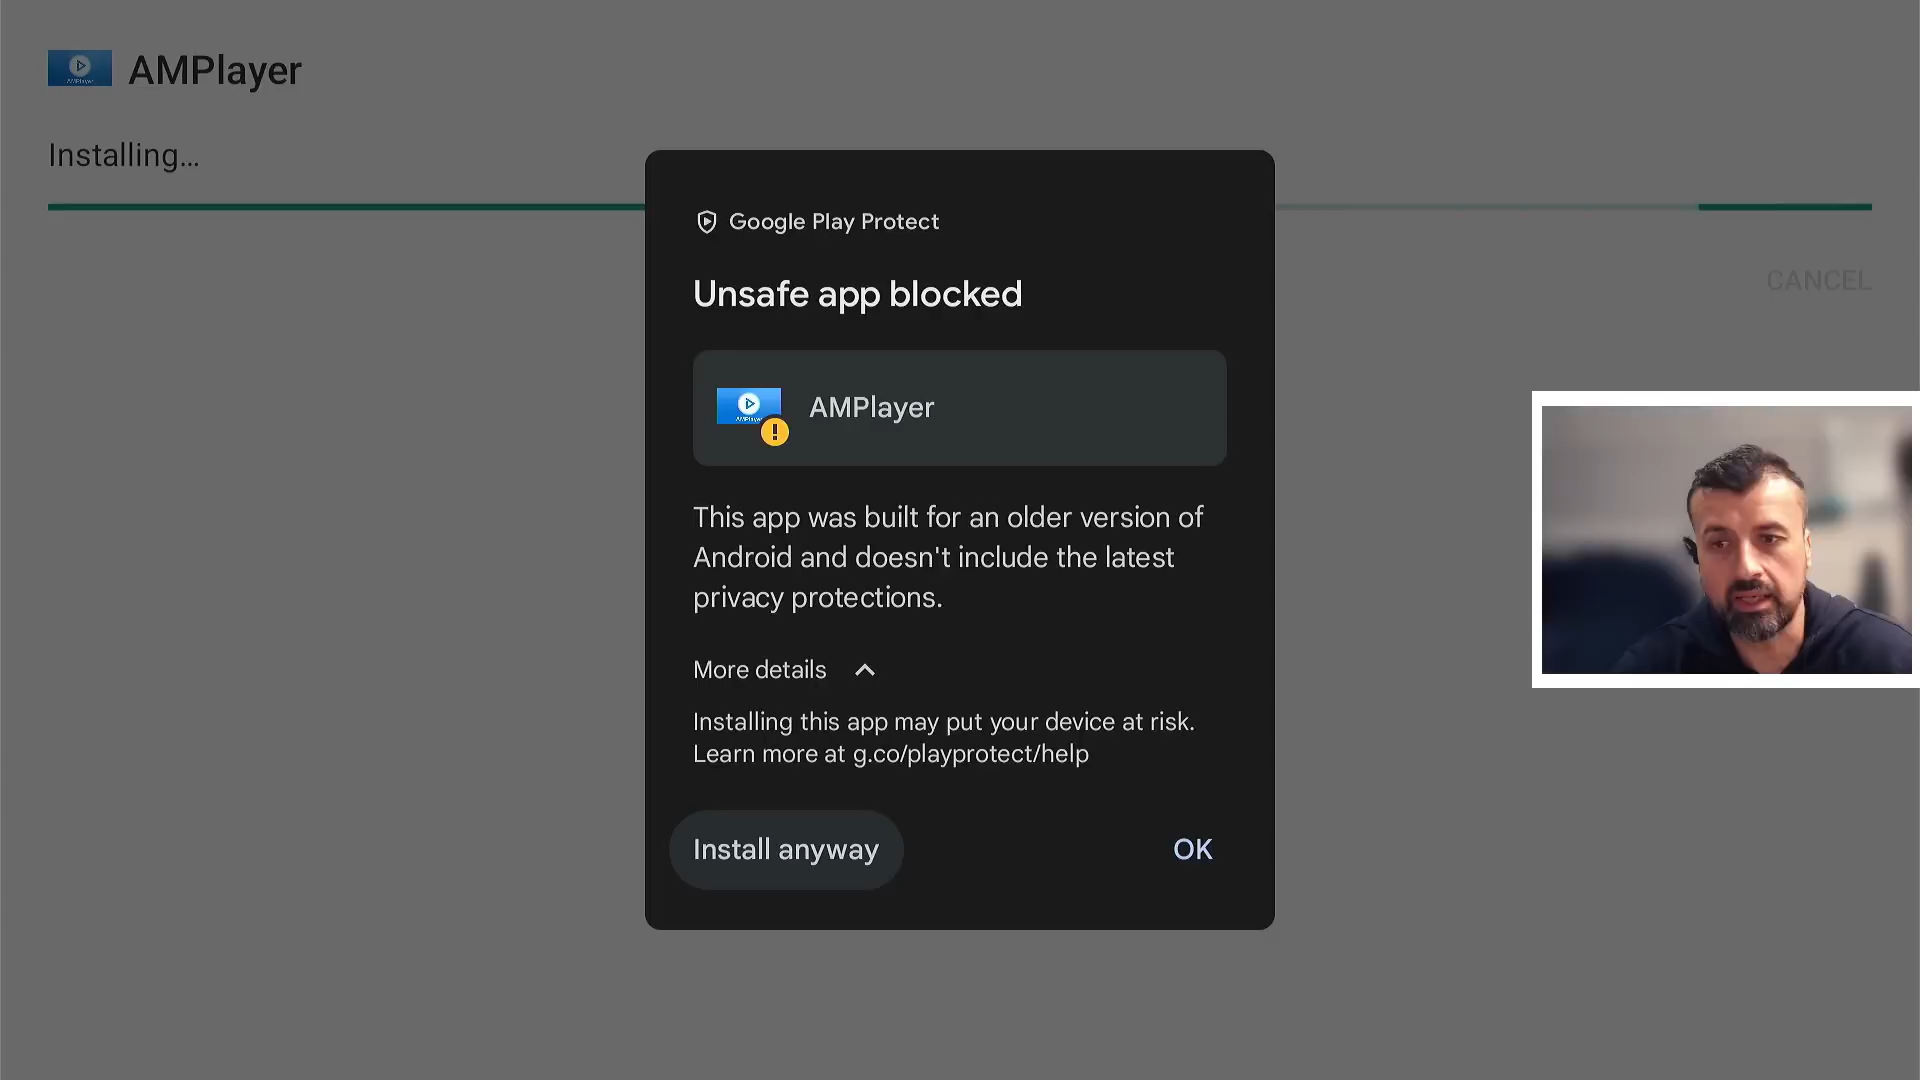 AMPlayer
AMPlayer
Installing...
CANCEL
Google Play Protect
Unsafe app blocked
AMPlayer
AMPlayer
This app was built for an older version of
Android and doesn't include the latest
privacy protections.
More details
Installing this app may put your device at risk.
Learn more at g.co/playprotect/help
Install anyway
OK